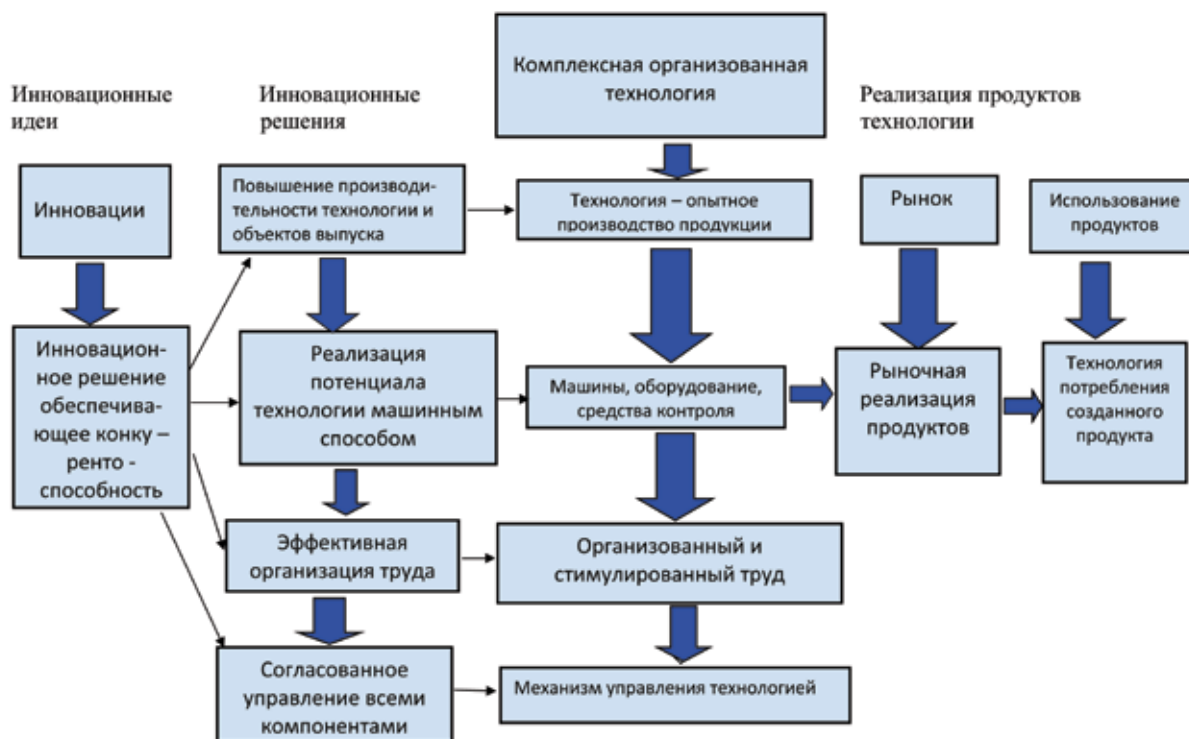 Инновационные
идеи
Инновации
Инновацион-
ное решение
обеспечива-
ющее конку –
ренто -
способность
Инновационные
решения
Повышение производи-
тельности технологии и
объектов выпуска
Реализация
потенциала
технологии машинным
способом
Эффективная
организация труда
Согласованное
управление всеми
компонентами
Комплексная организованная
технология
Технология – опытное
производство продукции
Машины, оборудование,
средства контроля
Организованный и
стимулированный труд
Механизм управления технологией
Реализация продуктов
технологии
Рынок
Рыночная
реализация
продуктов
Использование
продуктов
Технология
потребления
созданного
продукта